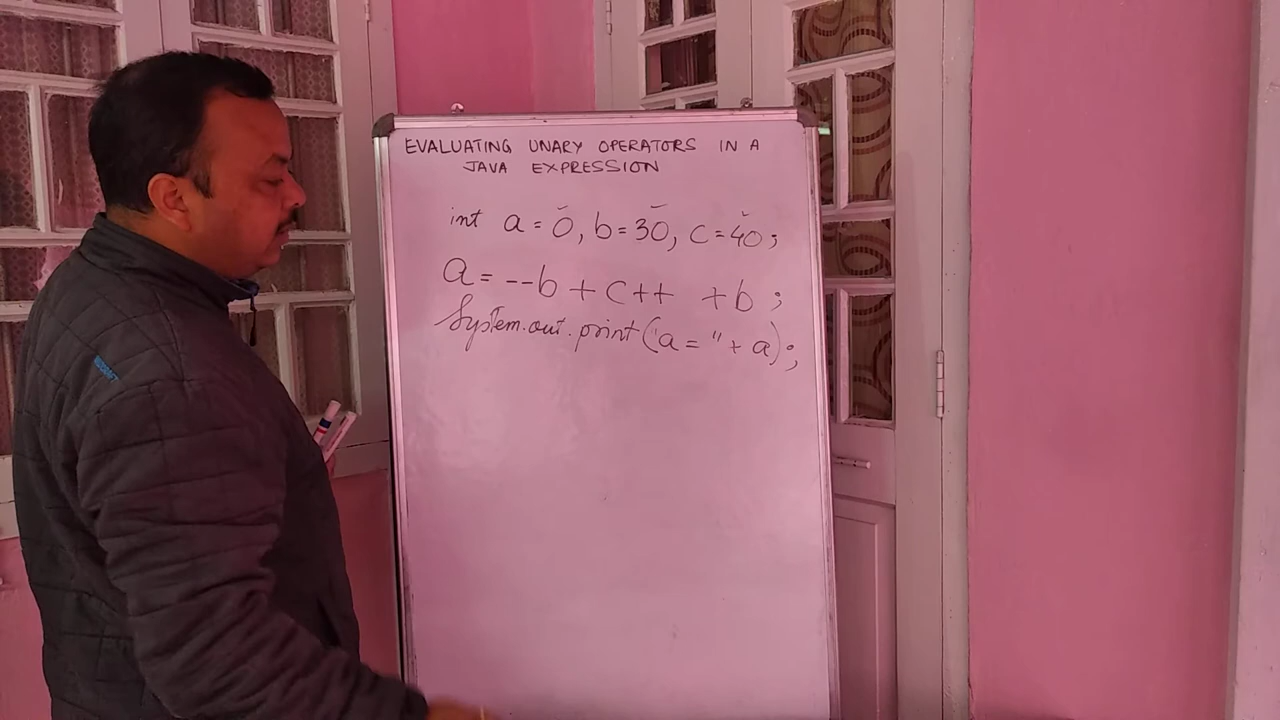 EVALUATING UNARY OPERATORS IN A
JAVA EXPRESSION
int a = 0, b = 30, c = 40;
a = --b + c++ + b;
System.out.print("a = " + a);